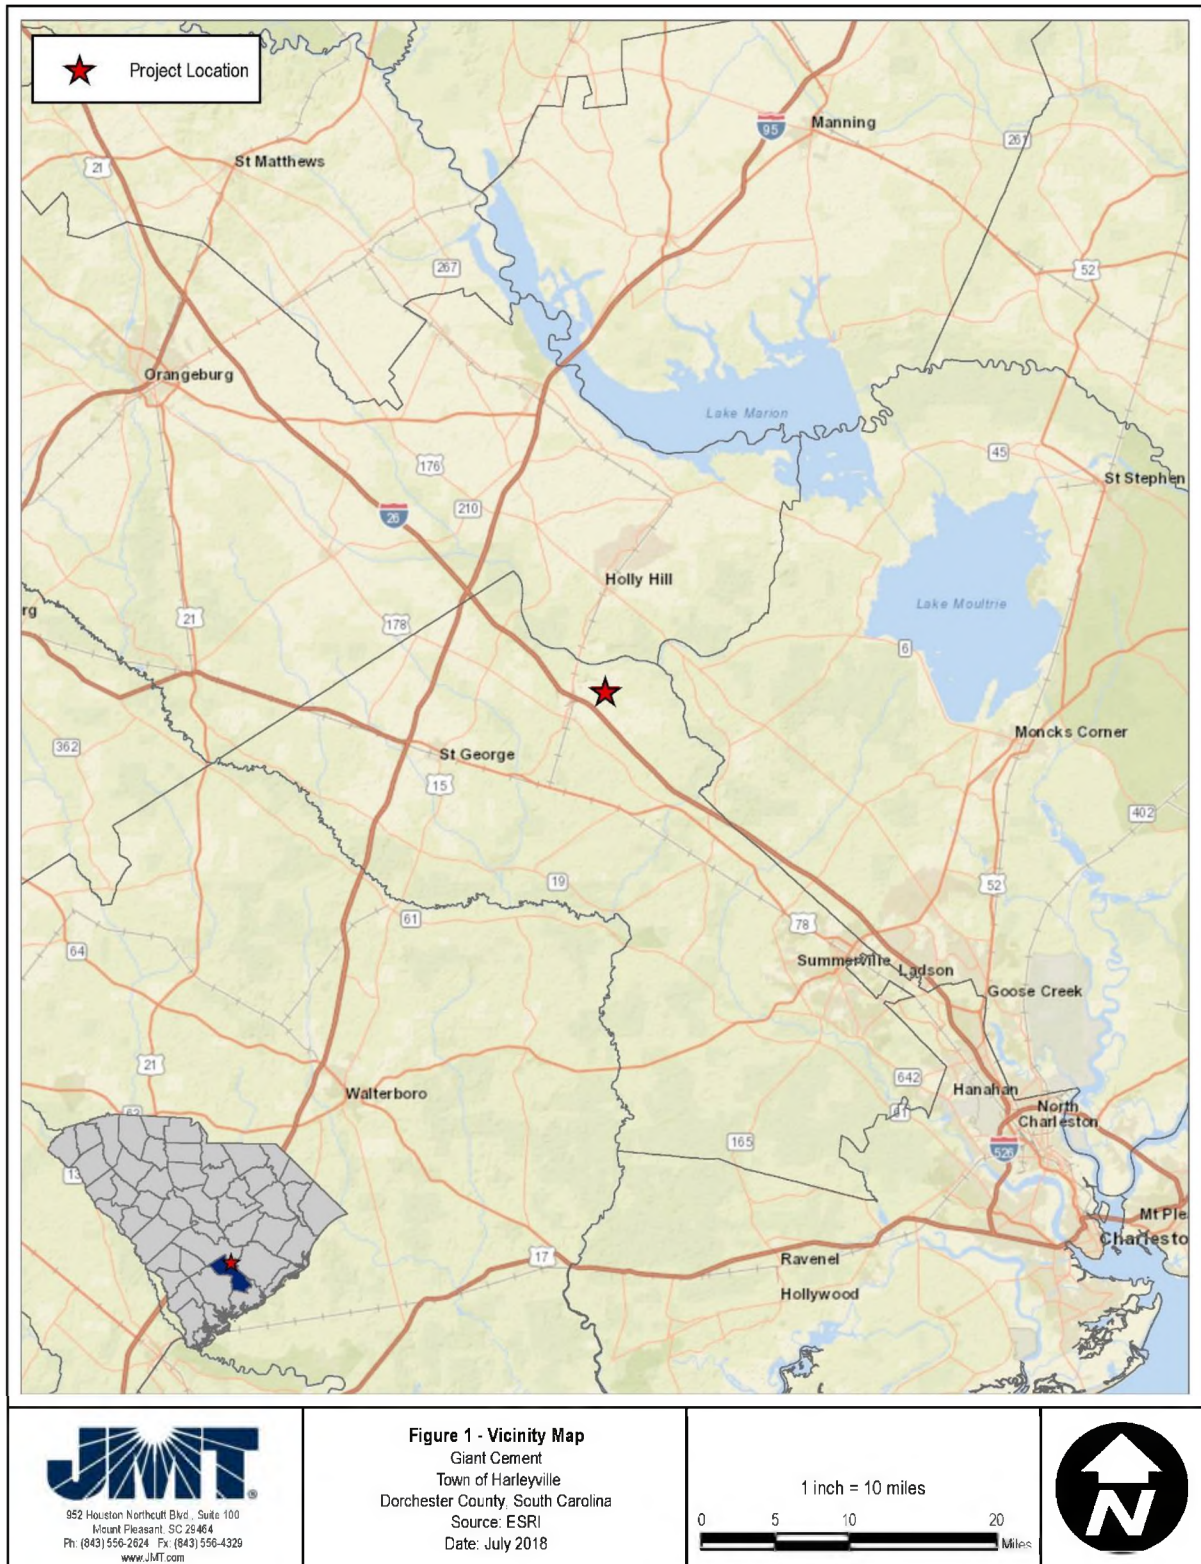 Project Location
95
Manning
261
21
St Matthews
267
52
Orangeburg
Lake Marion
176
45
St Stephen
210
26
Holly Hill
Lake Moultrie
rg
21
178
6
Moncks Corner
362
St George
15
402
19
52
61
78
64
Summerville
Ladson
Goose Creek
21
642
Hanahan
Walterboro
North
Charleston
63
61
165
526
13
Mt Ple
Charlesto
17
Ravenel
Hollywood
JMT®
952 Houston Northcutt Blvd., Suite 100
Mount Pleasant, SC 29464
Ph: (843) 556-2624 Fx: (843) 556-4329
www.JMT.com
Figure 1 - Vicinity Map
Giant Cement
Town of Harleyville
Dorchester County, South Carolina
Source: ESRI
Date: July 2018
1 inch = 10 miles
0 5 10 20
Miles
N